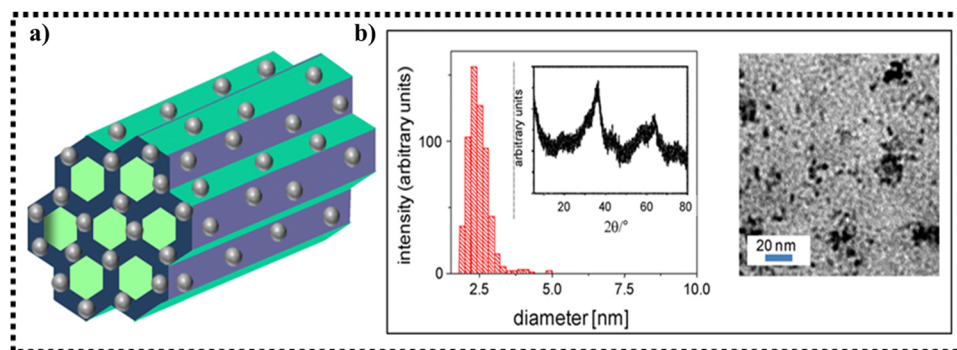 a)
b)
intensity (arbitrary units)
100
0
2.5
5.0
7.5
10.0
diameter [nm]
arbitrary units
20
40
60
80
2θ/°
20 nm